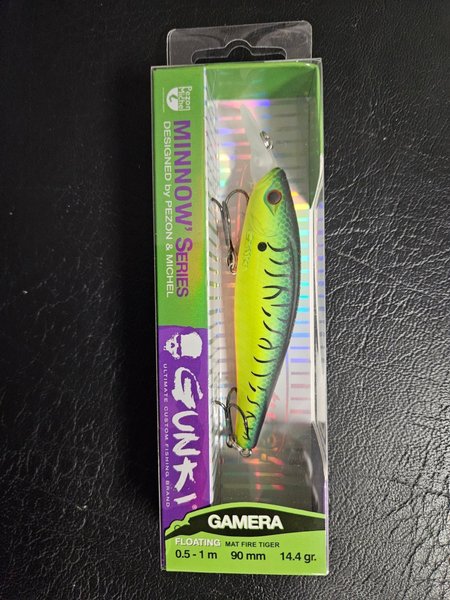 Pezon
Michel
MINNOW' SERIES
DESIGNED by PEZON & MICHEL
GUNKI®
ULTIMATE CUSTOM FISHING BRAND
GAMERA
FLOATING MAT FIRE TIGER
0.5 - 1 m 90 mm 14.4 gr.